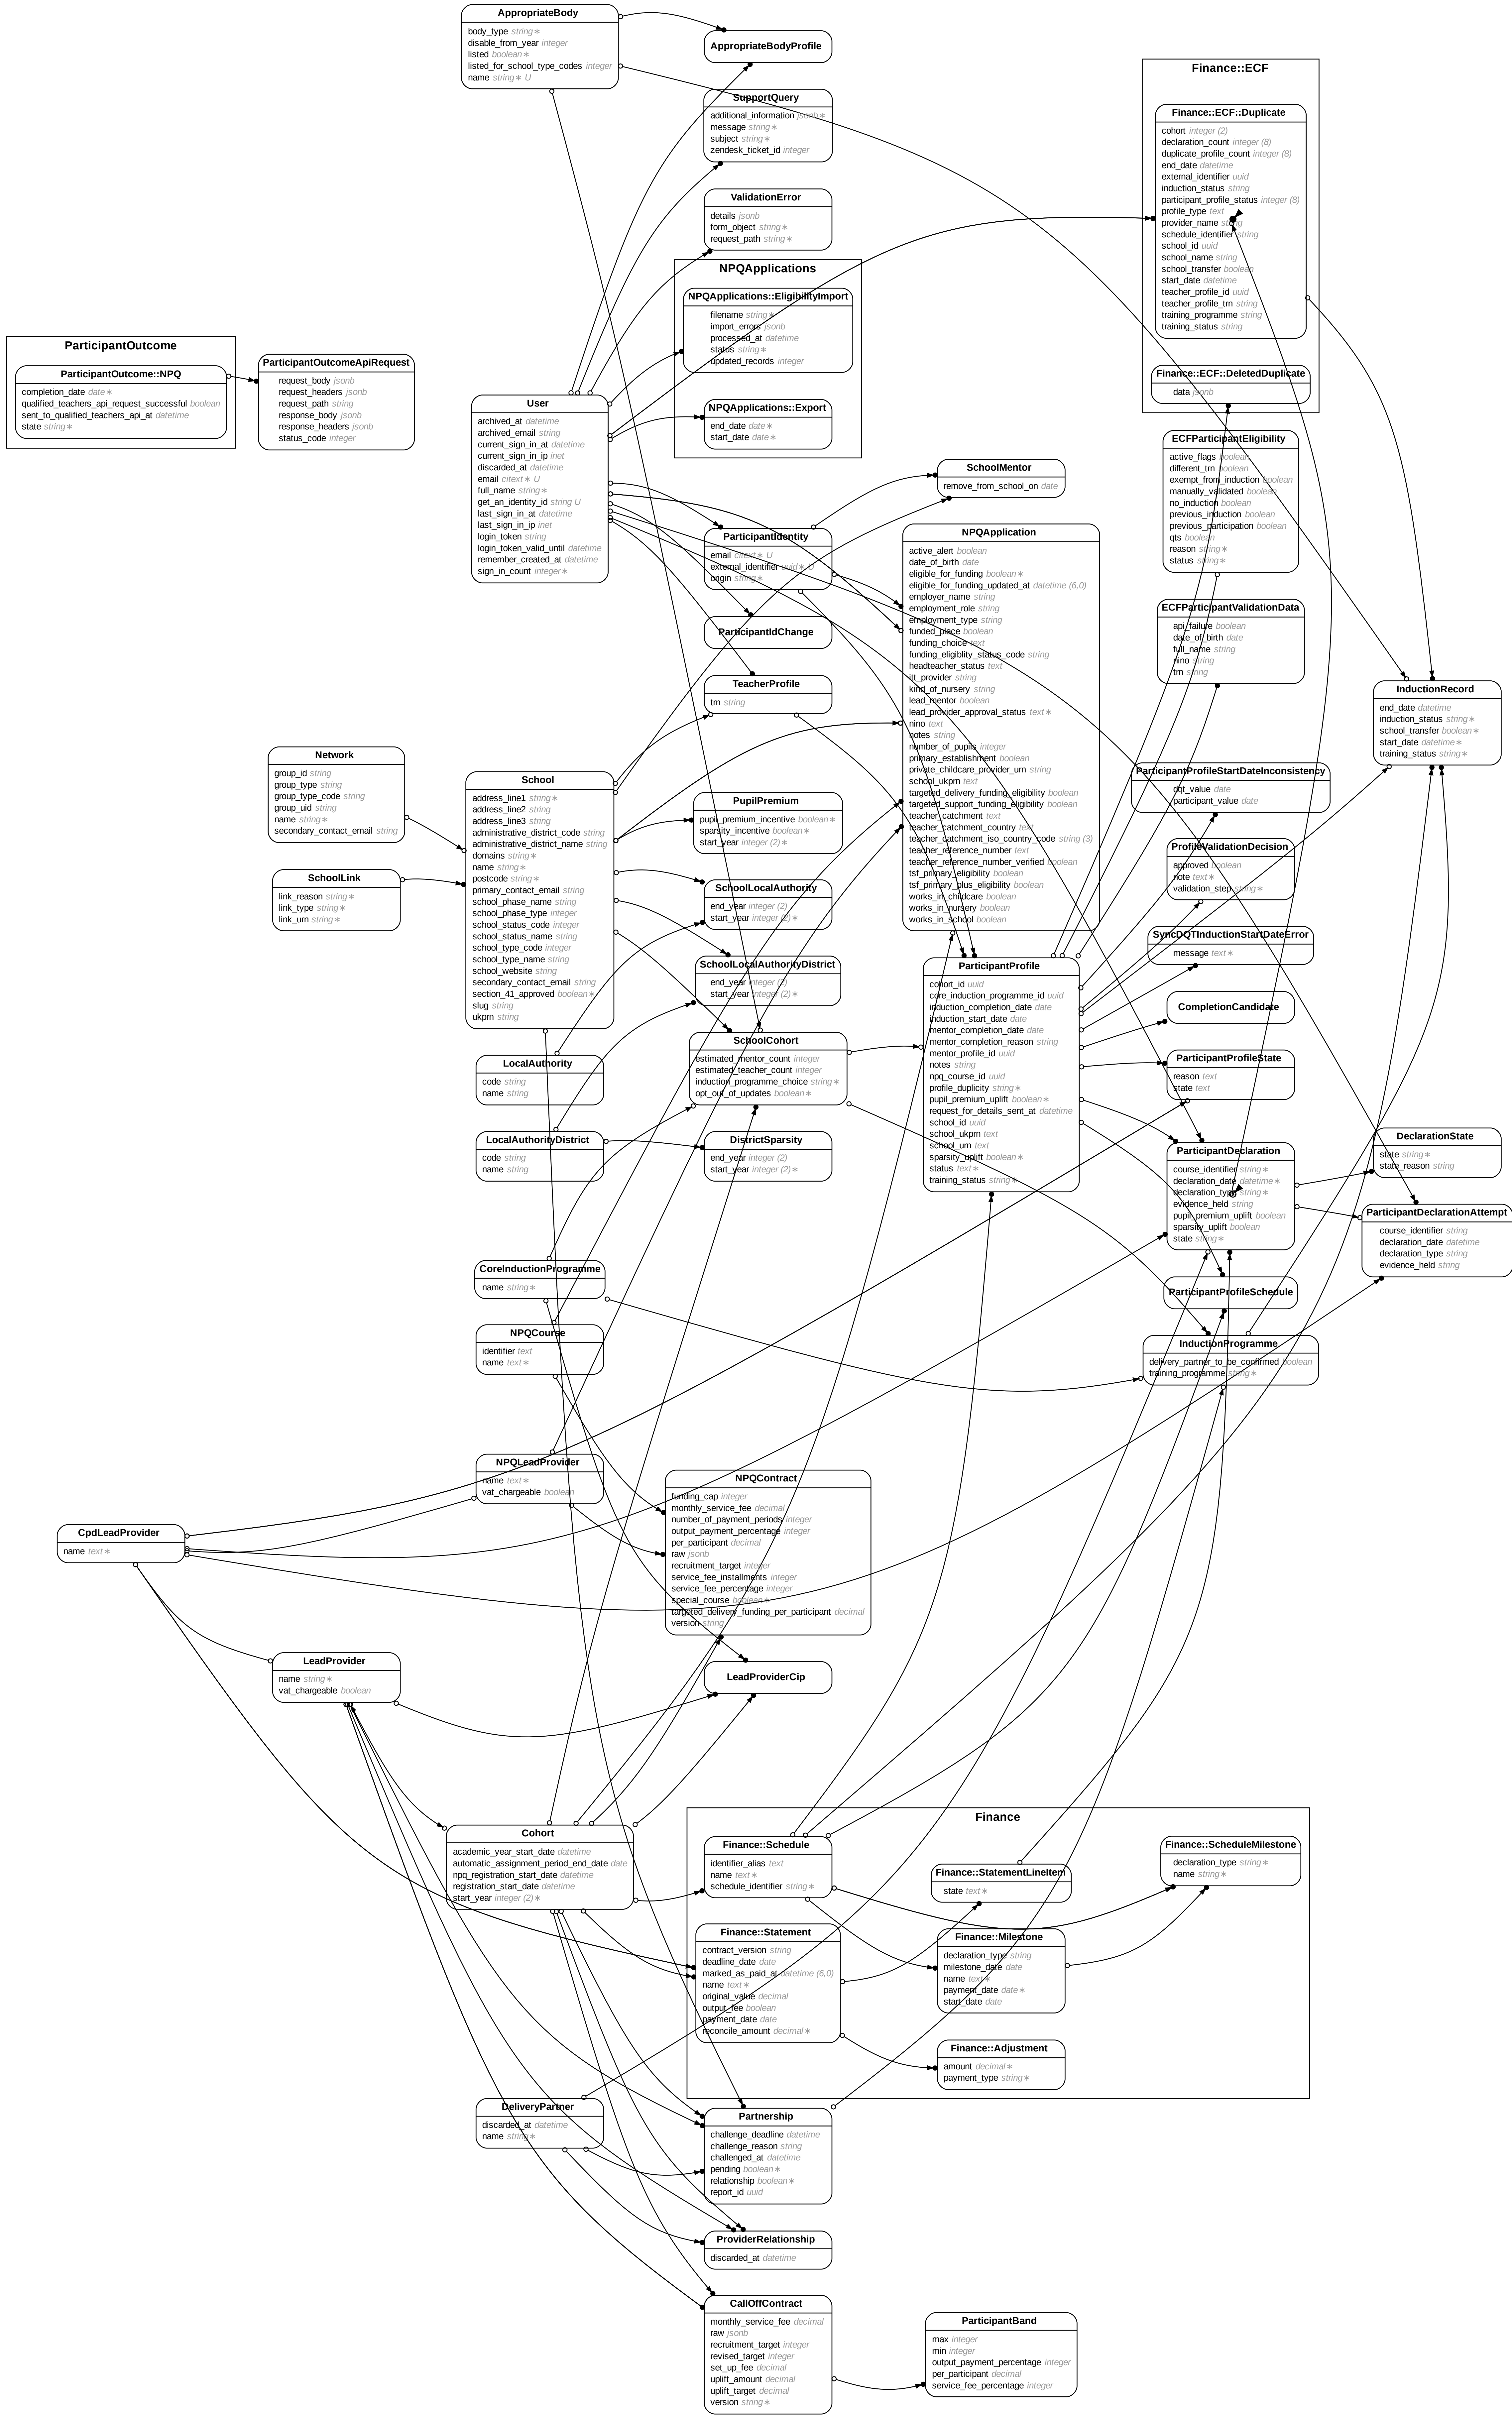 AppropriateBody
body_type string∗
disable_from_year integer
listed boolean∗
listed_for_school_type_codes integer
name string∗ U
AppropriateBodyProfile
SupportQuery
additional_information jsonb∗
message string∗
subject string∗
zendesk_ticket_id integer
ValidationError
details jsonb
form_object string∗
request_path string∗
NPQApplications
NPQApplications::EligibilityImport
filename string∗
import_errors jsonb
processed_at datetime
status string∗
updated_records integer
NPQApplications::Export
end_date date∗
start_date date∗
Finance::ECF
Finance::ECF::Duplicate
cohort integer (2)
declaration_count integer (8)
duplicate_profile_count integer (8)
end_date datetime
external_identifier uuid
induction_status string
participant_profile_status integer (8)
profile_type text
provider_name string
schedule_identifier string
school_id uuid
school_name string
school_transfer boolean
start_date datetime
teacher_profile_id uuid
teacher_profile_trn string
training_programme string
training_status string
Finance::ECF::DeletedDuplicate
data jsonb
ParticipantOutcome
ParticipantOutcome::NPQ
completion_date date∗
qualified_teachers_api_request_successful boolean
sent_to_qualified_teachers_api_at datetime
state string∗
ParticipantOutcomeApiRequest
request_body jsonb
request_headers jsonb
request_path string
response_body jsonb
response_headers jsonb
status_code integer
User
archived_at datetime
archived_email string
current_sign_in_at datetime
current_sign_in_ip inet
discarded_at datetime
email citext∗ U
full_name string∗
get_an_identity_id string U
last_sign_in_at datetime
last_sign_in_ip inet
login_token string
login_token_valid_until datetime
remember_created_at datetime
sign_in_count integer∗
SchoolMentor
remove_from_school_on date
ParticipantIdentity
email citext∗ U
external_identifier uuid∗ U
origin string∗
ParticipantIdChange
TeacherProfile
trn string
NPQApplication
active_alert boolean
date_of_birth date
eligible_for_funding boolean∗
eligible_for_funding_updated_at datetime (6,0)
employer_name string
employment_role string
employment_type string
funded_place boolean
funding_choice text
funding_eligiblity_status_code string
headteacher_status text
itt_provider string
kind_of_nursery string
lead_mentor boolean
lead_provider_approval_status text∗
nino text
notes string
number_of_pupils integer
primary_establishment boolean
private_childcare_provider_urn string
school_ukprn text
targeted_delivery_funding_eligibility boolean
targeted_support_funding_eligibility boolean
teacher_catchment text
teacher_catchment_country text
teacher_catchment_iso_country_code string (3)
teacher_reference_number text
teacher_reference_number_verified boolean
tsf_primary_eligibility boolean
tsf_primary_plus_eligibility boolean
works_in_childcare boolean
works_in_nursery boolean
works_in_school boolean
ECFParticipantEligibility
active_flags boolean
different_trn boolean
exempt_from_induction boolean
manually_validated boolean
no_induction boolean
previous_induction boolean
previous_participation boolean
qts boolean
reason string∗
status string∗
ECFParticipantValidationData
api_failure boolean
date_of_birth date
full_name string
nino string
trn string
InductionRecord
end_date datetime
induction_status string∗
school_transfer boolean∗
start_date datetime∗
training_status string∗
Network
group_id string
group_type string
group_type_code string
group_uid string
name string∗
secondary_contact_email string
SchoolLink
link_reason string∗
link_type string∗
link_urn string∗
School
address_line1 string∗
address_line2 string
address_line3 string
administrative_district_code string
administrative_district_name string
domains string∗
name string∗
postcode string∗
primary_contact_email string
school_phase_name string
school_phase_type integer
school_status_code integer
school_status_name string
school_type_code integer
school_type_name string
school_website string
secondary_contact_email string
section_41_approved boolean∗
slug string
ukprn string
PupilPremium
pupil_premium_incentive boolean∗
sparsity_incentive boolean∗
start_year integer (2)∗
SchoolLocalAuthority
end_year integer (2)
start_year integer (2)∗
SchoolLocalAuthorityDistrict
end_year integer (2)
start_year integer (2)∗
SchoolCohort
estimated_mentor_count integer
estimated_teacher_count integer
induction_programme_choice string∗
opt_out_of_updates boolean∗
ParticipantProfileStartDateInconsistency
dqt_value date
participant_value date
ProfileValidationDecision
approved boolean
note text∗
validation_step string∗
SyncDQTInductionStartDateError
message text∗
CompletionCandidate
ParticipantProfileState
reason text
state text
ParticipantProfile
cohort_id uuid
core_induction_programme_id uuid
induction_completion_date date
induction_start_date date
mentor_completion_date date
mentor_completion_reason string
mentor_profile_id uuid
notes string
npq_course_id uuid
profile_duplicity string∗
pupil_premium_uplift boolean∗
request_for_details_sent_at datetime
school_id uuid
school_ukprn text
school_urn text
sparsity_uplift boolean∗
status text∗
training_status string∗
LocalAuthority
code string
name string
LocalAuthorityDistrict
code string
name string
DistrictSparsity
end_year integer (2)
start_year integer (2)∗
ParticipantDeclaration
course_identifier string∗
declaration_date datetime∗
declaration_type string∗
evidence_held string
pupil_premium_uplift boolean
sparsity_uplift boolean
state string∗
DeclarationState
state string∗
state_reason string
ParticipantDeclarationAttempt
course_identifier string
declaration_date datetime
declaration_type string
evidence_held string
ParticipantProfileSchedule
InductionProgramme
delivery_partner_to_be_confirmed boolean
training_programme string∗
CoreInductionProgramme
name string∗
NPQCourse
identifier text
name text∗
NPQLeadProvider
name text∗
vat_chargeable boolean
NPQContract
funding_cap integer
monthly_service_fee decimal
number_of_payment_periods integer
output_payment_percentage integer
per_participant decimal
raw jsonb
recruitment_target integer
service_fee_installments integer
service_fee_percentage integer
special_course boolean∗
targeted_delivery_funding_per_participant decimal
version string
CpdLeadProvider
name text∗
LeadProvider
name string∗
vat_chargeable boolean
LeadProviderCip
Cohort
academic_year_start_date datetime
automatic_assignment_period_end_date date
npq_registration_start_date datetime
registration_start_date datetime
start_year integer (2)∗
Finance
Finance::Schedule
identifier_alias text
name text∗
schedule_identifier string∗
Finance::StatementLineItem
state text∗
Finance::ScheduleMilestone
declaration_type string∗
name string∗
Finance::Statement
contract_version string
deadline_date date
marked_as_paid_at datetime (6,0)
name text∗
original_value decimal
output_fee boolean
payment_date date
reconcile_amount decimal∗
Finance::Milestone
declaration_type string
milestone_date date
name text∗
payment_date date∗
start_date date
Finance::Adjustment
amount decimal∗
payment_type string∗
DeliveryPartner
discarded_at datetime
name string∗
Partnership
challenge_deadline datetime
challenge_reason string
challenged_at datetime
pending boolean∗
relationship boolean∗
report_id uuid
ProviderRelationship
discarded_at datetime
CallOffContract
monthly_service_fee decimal
raw jsonb
recruitment_target integer
revised_target integer
set_up_fee decimal
uplift_amount decimal
uplift_target decimal
version string∗
ParticipantBand
max integer
min integer
output_payment_percentage integer
per_participant decimal
service_fee_percentage integer